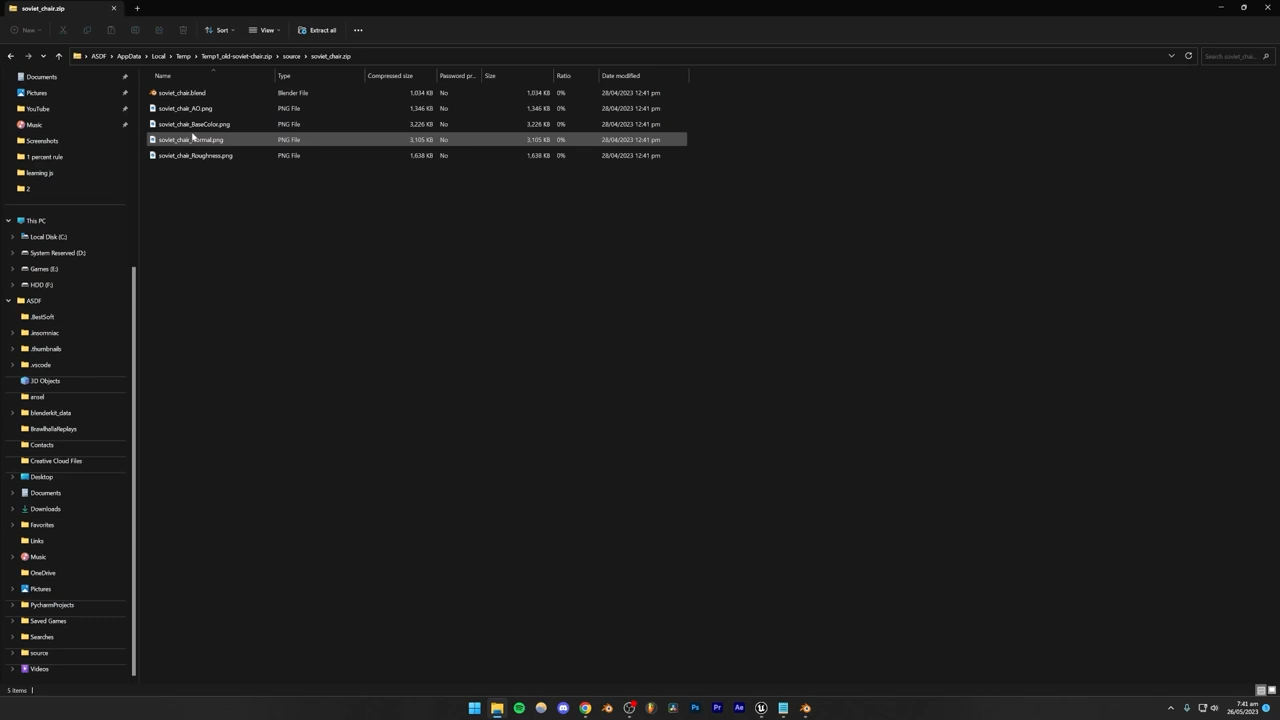 soviet_chair.zip
New
Sort
View
Extract all
ASDF > AppData > Local > Temp > Temp1_old-soviet-chair.zip > source > soviet_chair.zip
Search soviet_chai...
Name Type Compressed size Password pr... Size Ratio Date modified
soviet_chair.blend Blender File 1,034 KB No 1,034 KB 0% 28/04/2023 12:41 pm
soviet_chair_AO.png PNG File 1,346 KB No 1,346 KB 0% 28/04/2023 12:41 pm
soviet_chair_BaseColor.png PNG File 3,226 KB No 3,226 KB 0% 28/04/2023 12:41 pm
soviet_chair_Normal.png PNG File 3,105 KB No 3,105 KB 0% 28/04/2023 12:41 pm
soviet_chair_Roughness.png PNG File 1,638 KB No 1,638 KB 0% 28/04/2023 12:41 pm
Documents
Pictures
YouTube
Music
Screenshots
1 percent rule
learning js
2
This PC
Local Disk (C:)
System Reserved (D:)
Games (E:)
HDD (F:)
ASDF
.BestSoft
.Insomniac
.thumbnails
.vscode
3D Objects
ansel
blenderkit_data
BrawlhallaReplays
Contacts
Creative Cloud Files
Desktop
Documents
Downloads
Favorites
Links
Music
OneDrive
Pictures
PycharmProjects
Saved Games
Searches
source
Videos
5 items
Ps Pr Ae
7:41 pm
26/05/2023